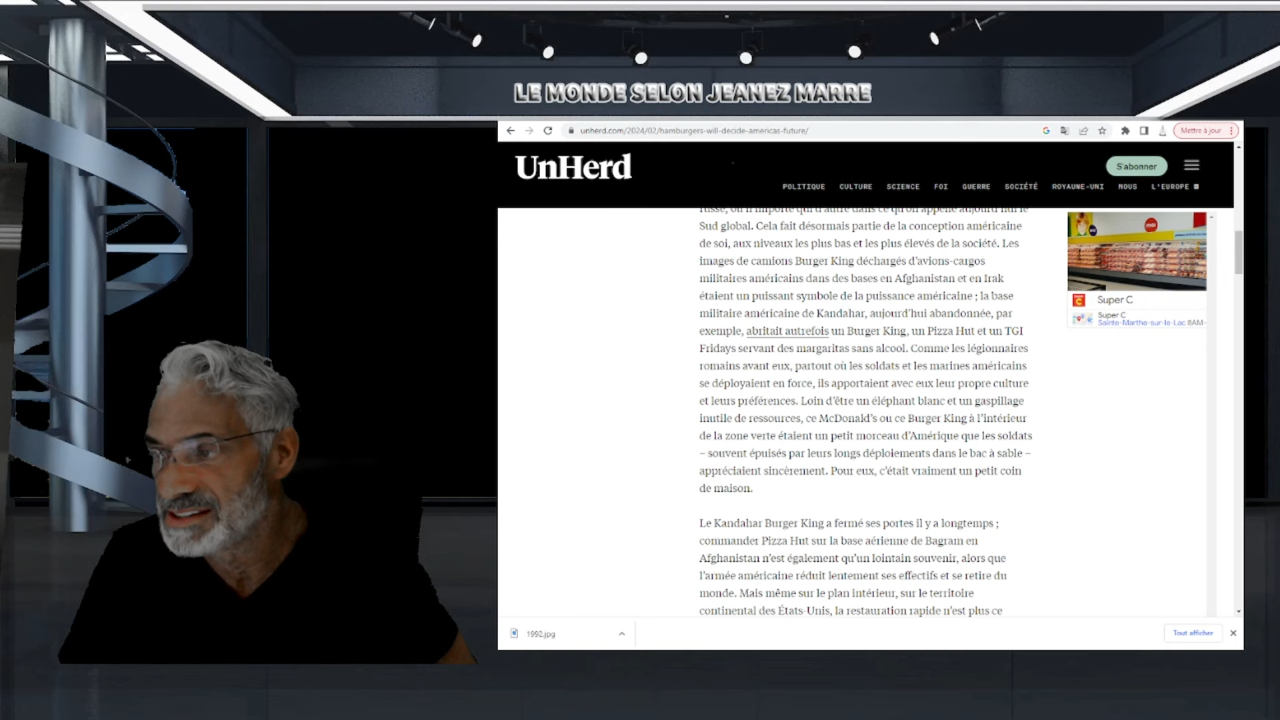 LE MONDE SELON JEANEZ MARRE
unherd.com/2024/02/hamburgers-will-decide-americas-future/
Mettre à jour
UnHerd
S'abonner
POLITIQUE CULTURE SCIENCE FOI GUERRE SOCIÉTÉ ROYAUME-UNI NOUS L'EUROPE
russe, ou n'importe qui d'autre dans ce qu'on appelle aujourd'hui le
Sud global. Cela fait désormais partie de la conception américaine
de soi, aux niveaux les plus bas et les plus élevés de la société. Les
images de camions Burger King déchargés d'avions-cargos
militaires américains dans des bases en Afghanistan et en Irak
étaient un puissant symbole de la puissance américaine ; la base
militaire américaine de Kandahar, aujourd'hui abandonnée, par
exemple, abritait autrefois un Burger King, un Pizza Hut et un TGI
Fridays servant des margaritas sans alcool. Comme les légionnaires
romains avant eux, partout où les soldats et les marines américains
se déployaient en force, ils apportaient avec eux leur propre culture
et leurs préférences. Loin d'être un éléphant blanc et un gaspillage
inutile de ressources, ce McDonald's ou ce Burger King à l'intérieur
de la zone verte étaient un petit morceau d'Amérique que les soldats
– souvent épuisés par leurs longs déploiements dans le bac à sable –
appréciaient sincèrement. Pour eux, c'était vraiment un petit coin
de maison.
Le Kandahar Burger King a fermé ses portes il y a longtemps ;
commander Pizza Hut sur la base aérienne de Bagram en
Afghanistan n'est également qu'un lointain souvenir, alors que
l'armée américaine réduit lentement ses effectifs et se retire du
monde. Mais même sur le plan intérieur, sur le territoire
continental des États-Unis, la restauration rapide n'est plus ce
Super C
Super C
Sainte-Marthe-sur-le-Lac 8AM-
1992.jpg
Tout afficher